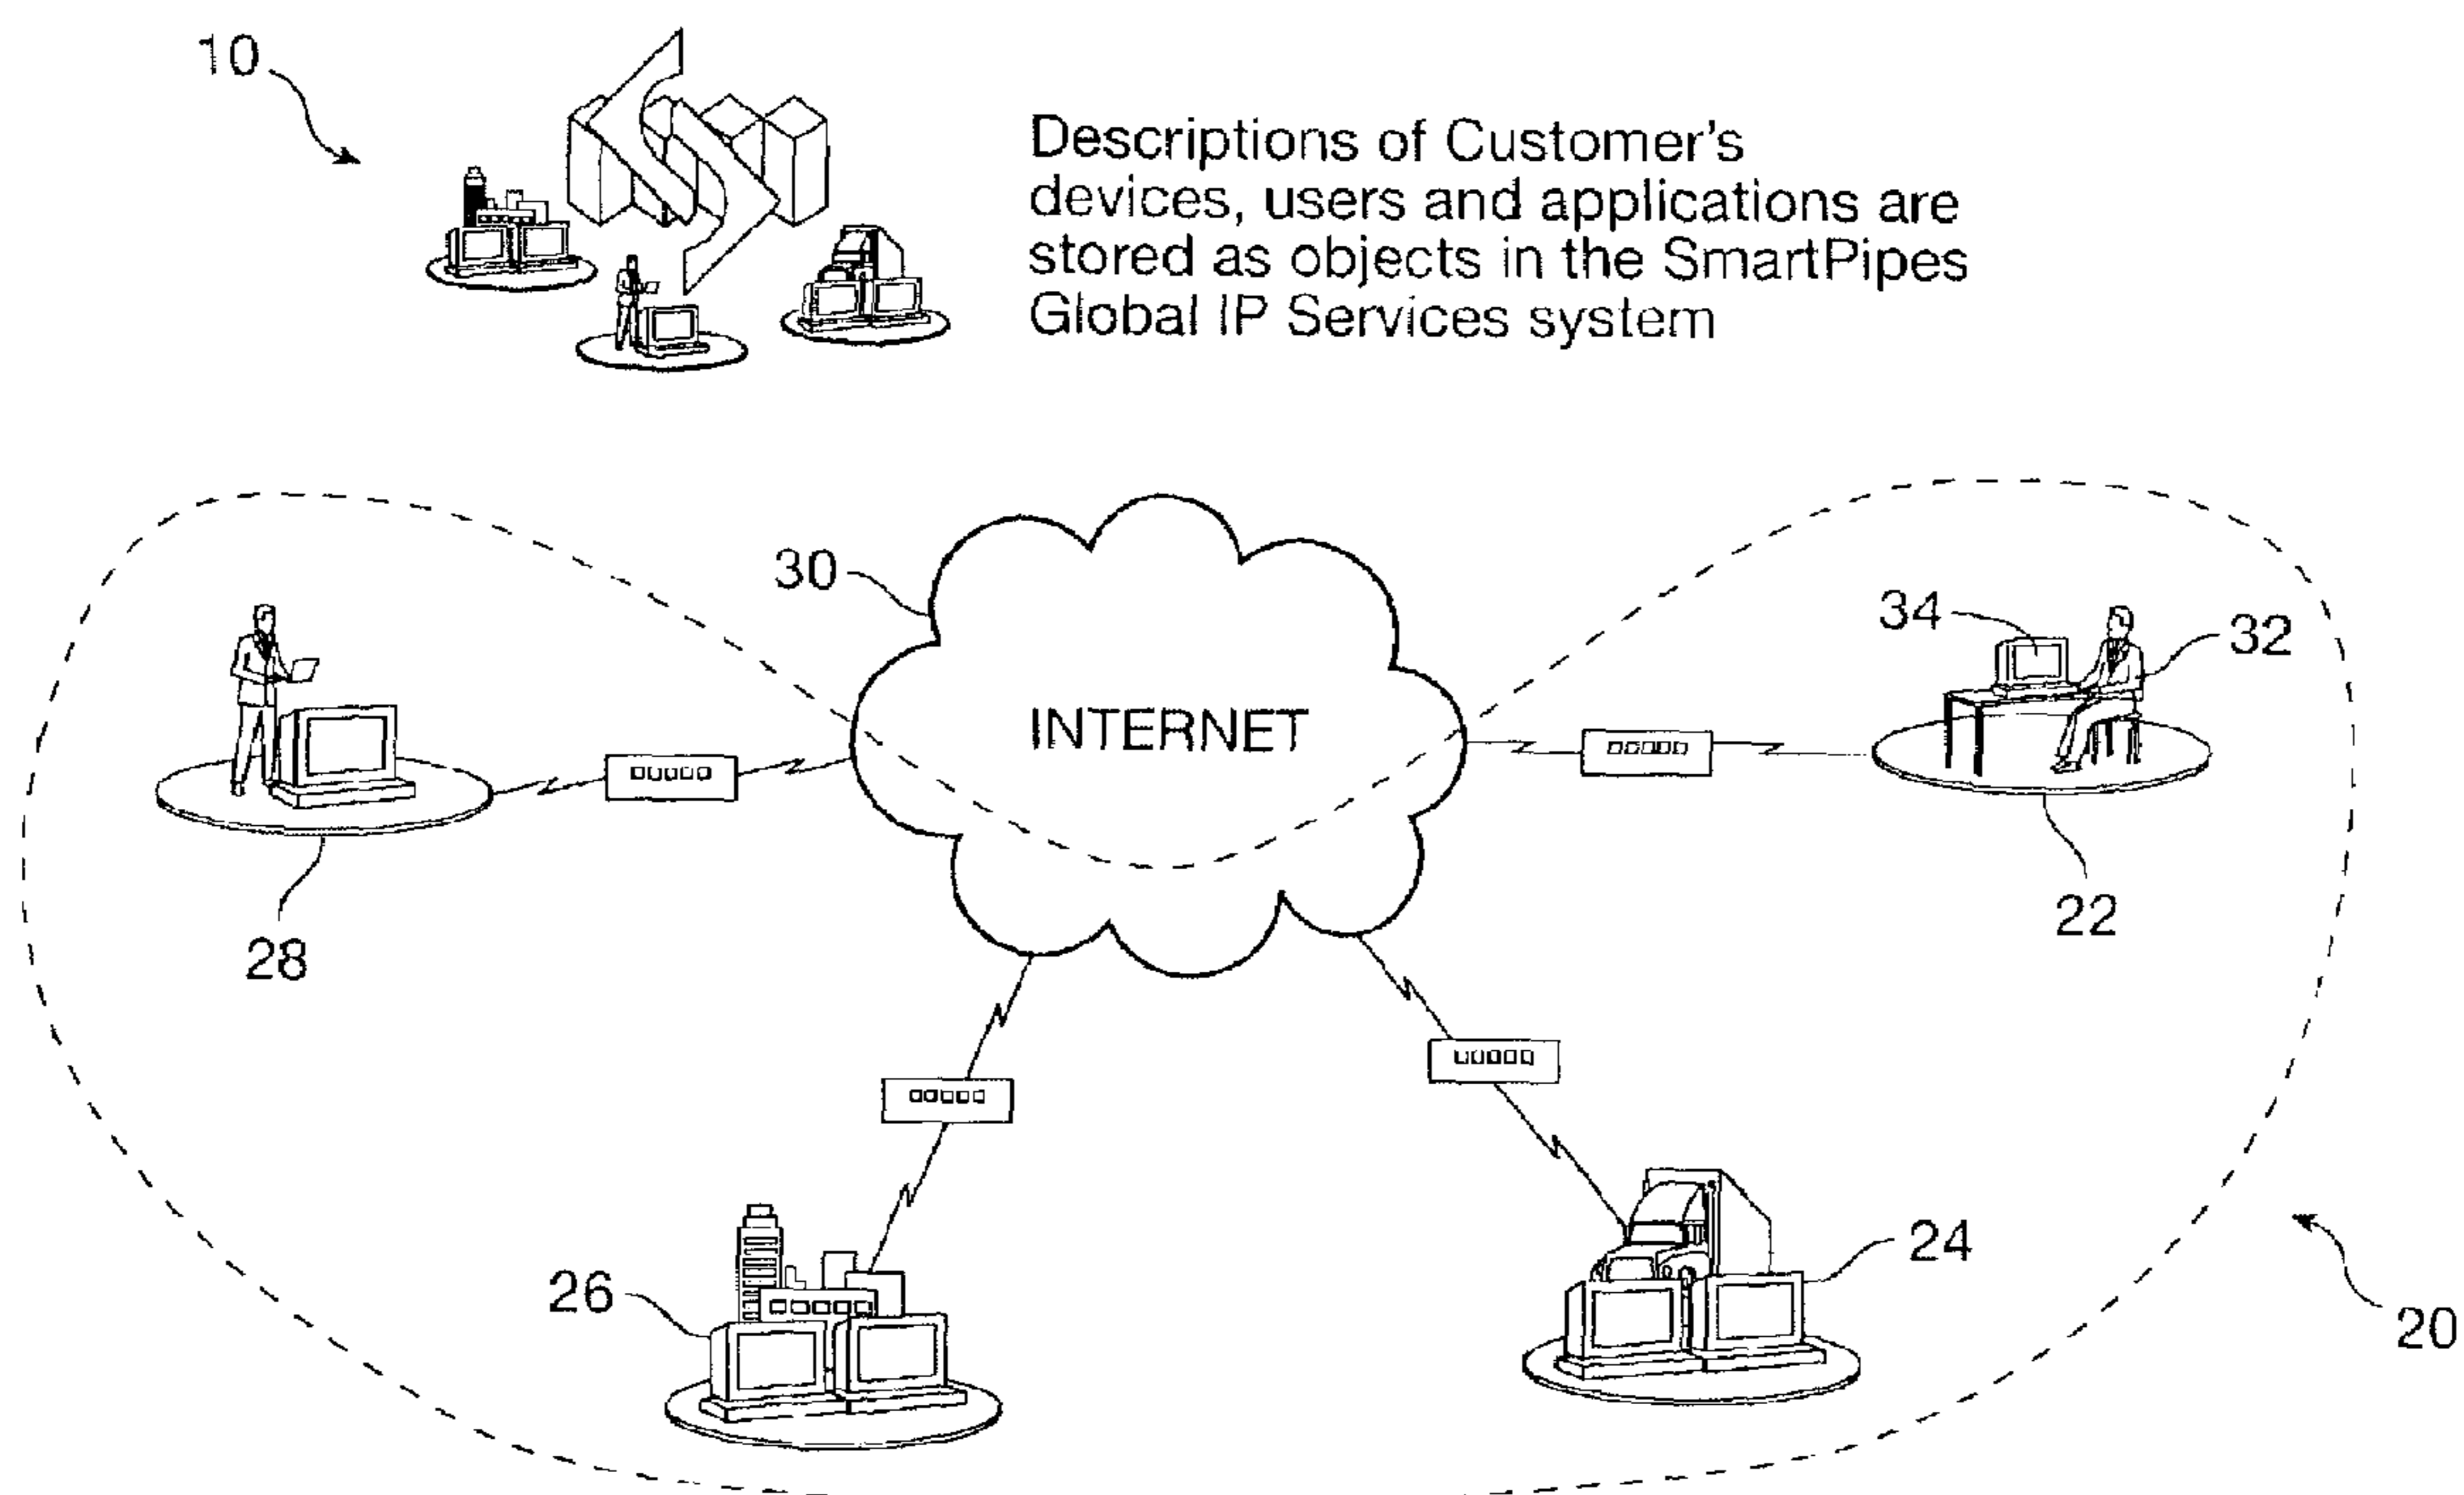 10
Descriptions of Customer's
devices, users and applications are
stored as objects in the SmartPipes
Global IP Services system
30
34
32
INTERNET
28
22
26
24
20